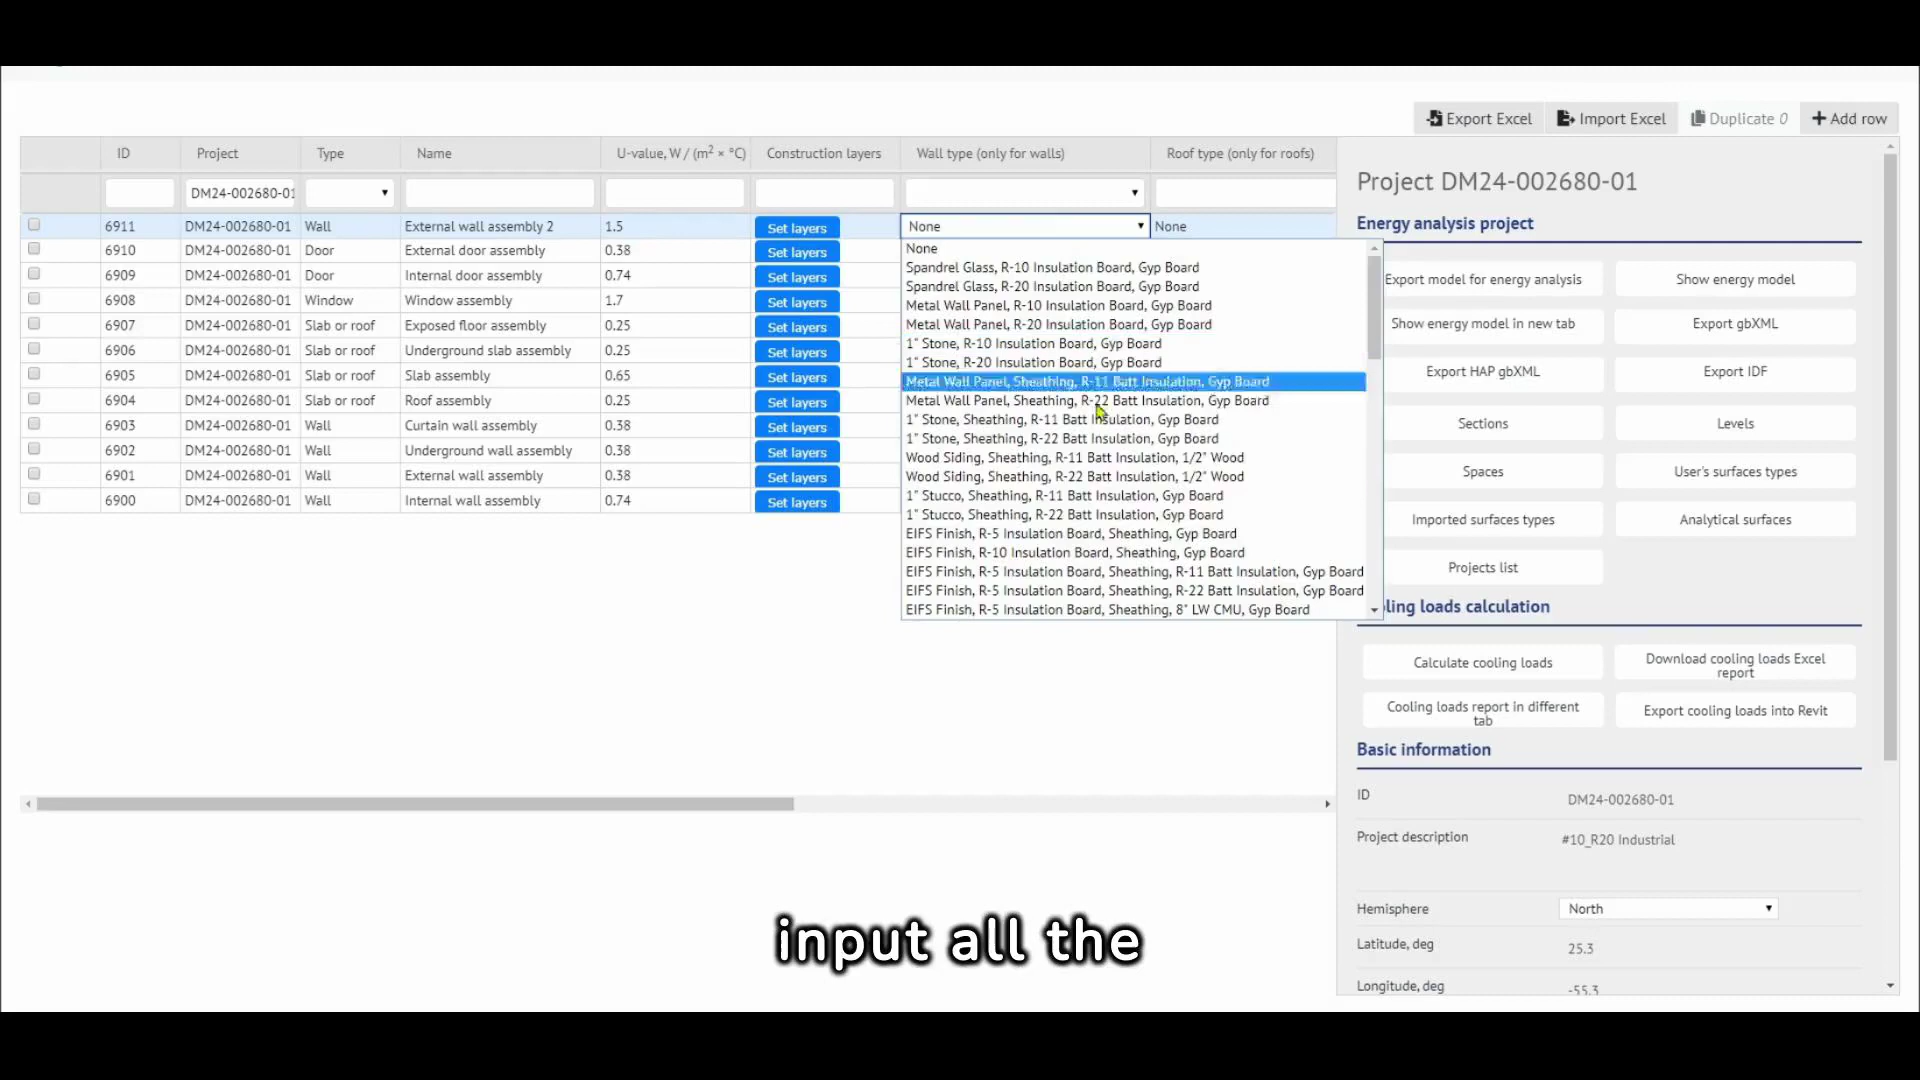 Export Excel Import Excel Duplicate 0 Add row
ID Project Type Name U-value, W / (m² × °C) Construction layers Wall type (only for walls) Roof type (only for roofs)
DM24-002680-01
6911 DM24-002680-01 Wall External wall assembly 2 1.5 Set layers None None
6910 DM24-002680-01 Door External door assembly 0.38 Set layers
6909 DM24-002680-01 Door Internal door assembly 0.74 Set layers
6908 DM24-002680-01 Window Window assembly 1.7 Set layers
6907 DM24-002680-01 Slab or roof Exposed floor assembly 0.25 Set layers
6906 DM24-002680-01 Slab or roof Underground slab assembly 0.25 Set layers
6905 DM24-002680-01 Slab or roof Slab assembly 0.65 Set layers
6904 DM24-002680-01 Slab or roof Roof assembly 0.25 Set layers
6903 DM24-002680-01 Wall Curtain wall assembly 0.38 Set layers
6902 DM24-002680-01 Wall Underground wall assembly 0.38 Set layers
6901 DM24-002680-01 Wall External wall assembly 0.38 Set layers
6900 DM24-002680-01 Wall Internal wall assembly 0.74 Set layers
None
Spandrel Glass, R-10 Insulation Board, Gyp Board
Spandrel Glass, R-20 Insulation Board, Gyp Board
Metal Wall Panel, R-10 Insulation Board, Gyp Board
Metal Wall Panel, R-20 Insulation Board, Gyp Board
1" Stone, R-10 Insulation Board, Gyp Board
1" Stone, R-20 Insulation Board, Gyp Board
Metal Wall Panel, Sheathing, R-11 Batt Insulation, Gyp Board
Metal Wall Panel, Sheathing, R-22 Batt Insulation, Gyp Board
1" Stone, Sheathing, R-11 Batt Insulation, Gyp Board
1" Stone, Sheathing, R-22 Batt Insulation, Gyp Board
Wood Siding, Sheathing, R-11 Batt Insulation, 1/2" Wood
Wood Siding, Sheathing, R-22 Batt Insulation, 1/2" Wood
1" Stucco, Sheathing, R-11 Batt Insulation, Gyp Board
1" Stucco, Sheathing, R-22 Batt Insulation, Gyp Board
EIFS Finish, R-5 Insulation Board, Sheathing, Gyp Board
EIFS Finish, R-10 Insulation Board, Sheathing, Gyp Board
EIFS Finish, R-5 Insulation Board, Sheathing, R-11 Batt Insulation, Gyp Board
EIFS Finish, R-5 Insulation Board, Sheathing, R-22 Batt Insulation, Gyp Board
EIFS Finish, R-5 Insulation Board, Sheathing, 8" LW CMU, Gyp Board
Project DM24-002680-01
Energy analysis project
Export model for energy analysis Show energy model
Show energy model in new tab Export gbXML
Export HAP gbXML Export IDF
Sections Levels
Spaces User's surfaces types
Imported surfaces types Analytical surfaces
Projects list
ling loads calculation
Calculate cooling loads
Download cooling loads Excel
report
Cooling loads report in different
tab
Export cooling loads into Revit
Basic information
ID DM24-002680-01
Project description #10_R20 Industrial
Hemisphere North
Latitude, deg 25.3
Longitude, deg -55.3
input all the